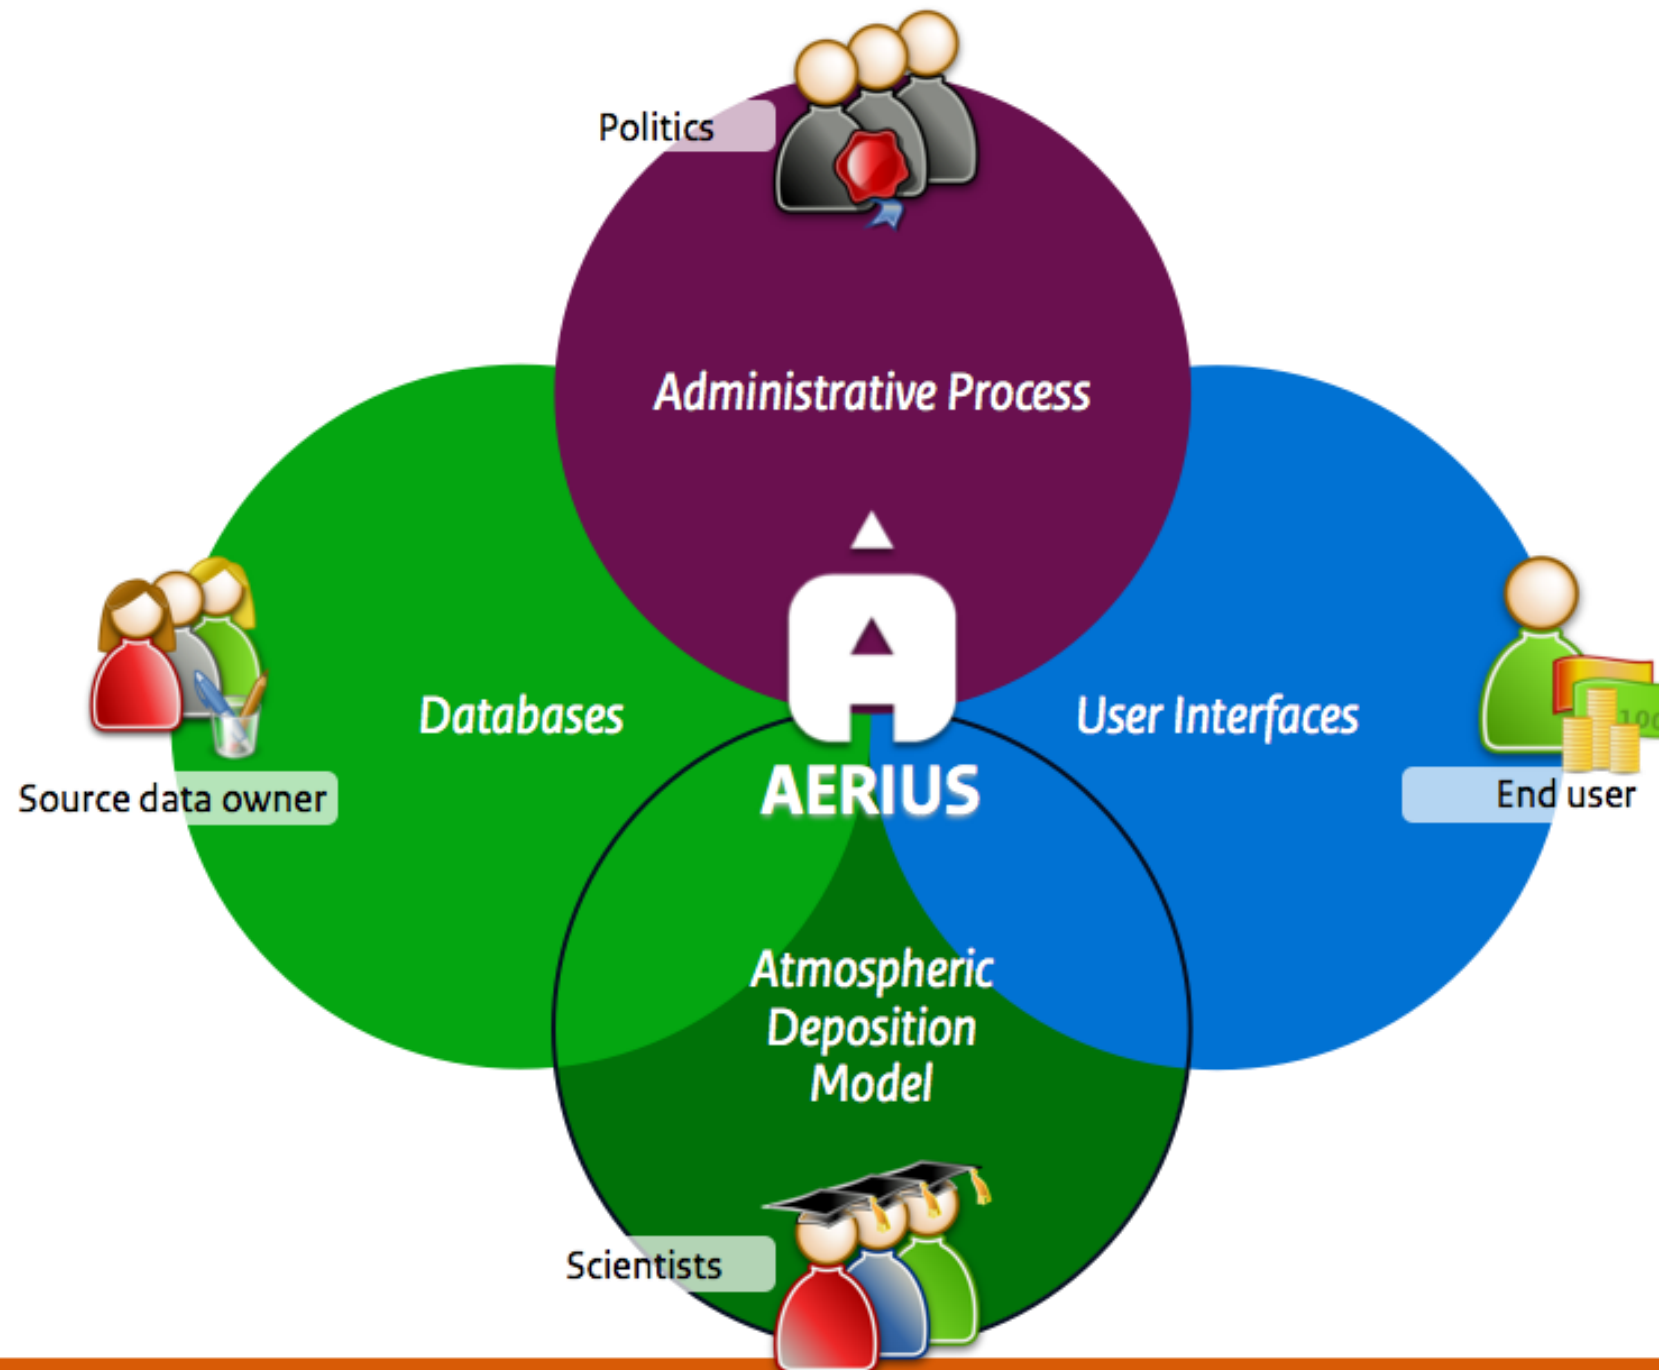 Politics
Administrative Process
Databases
User Interfaces
Source data owner
AERIUS
End user
Atmospheric
Deposition
Model
Scientists